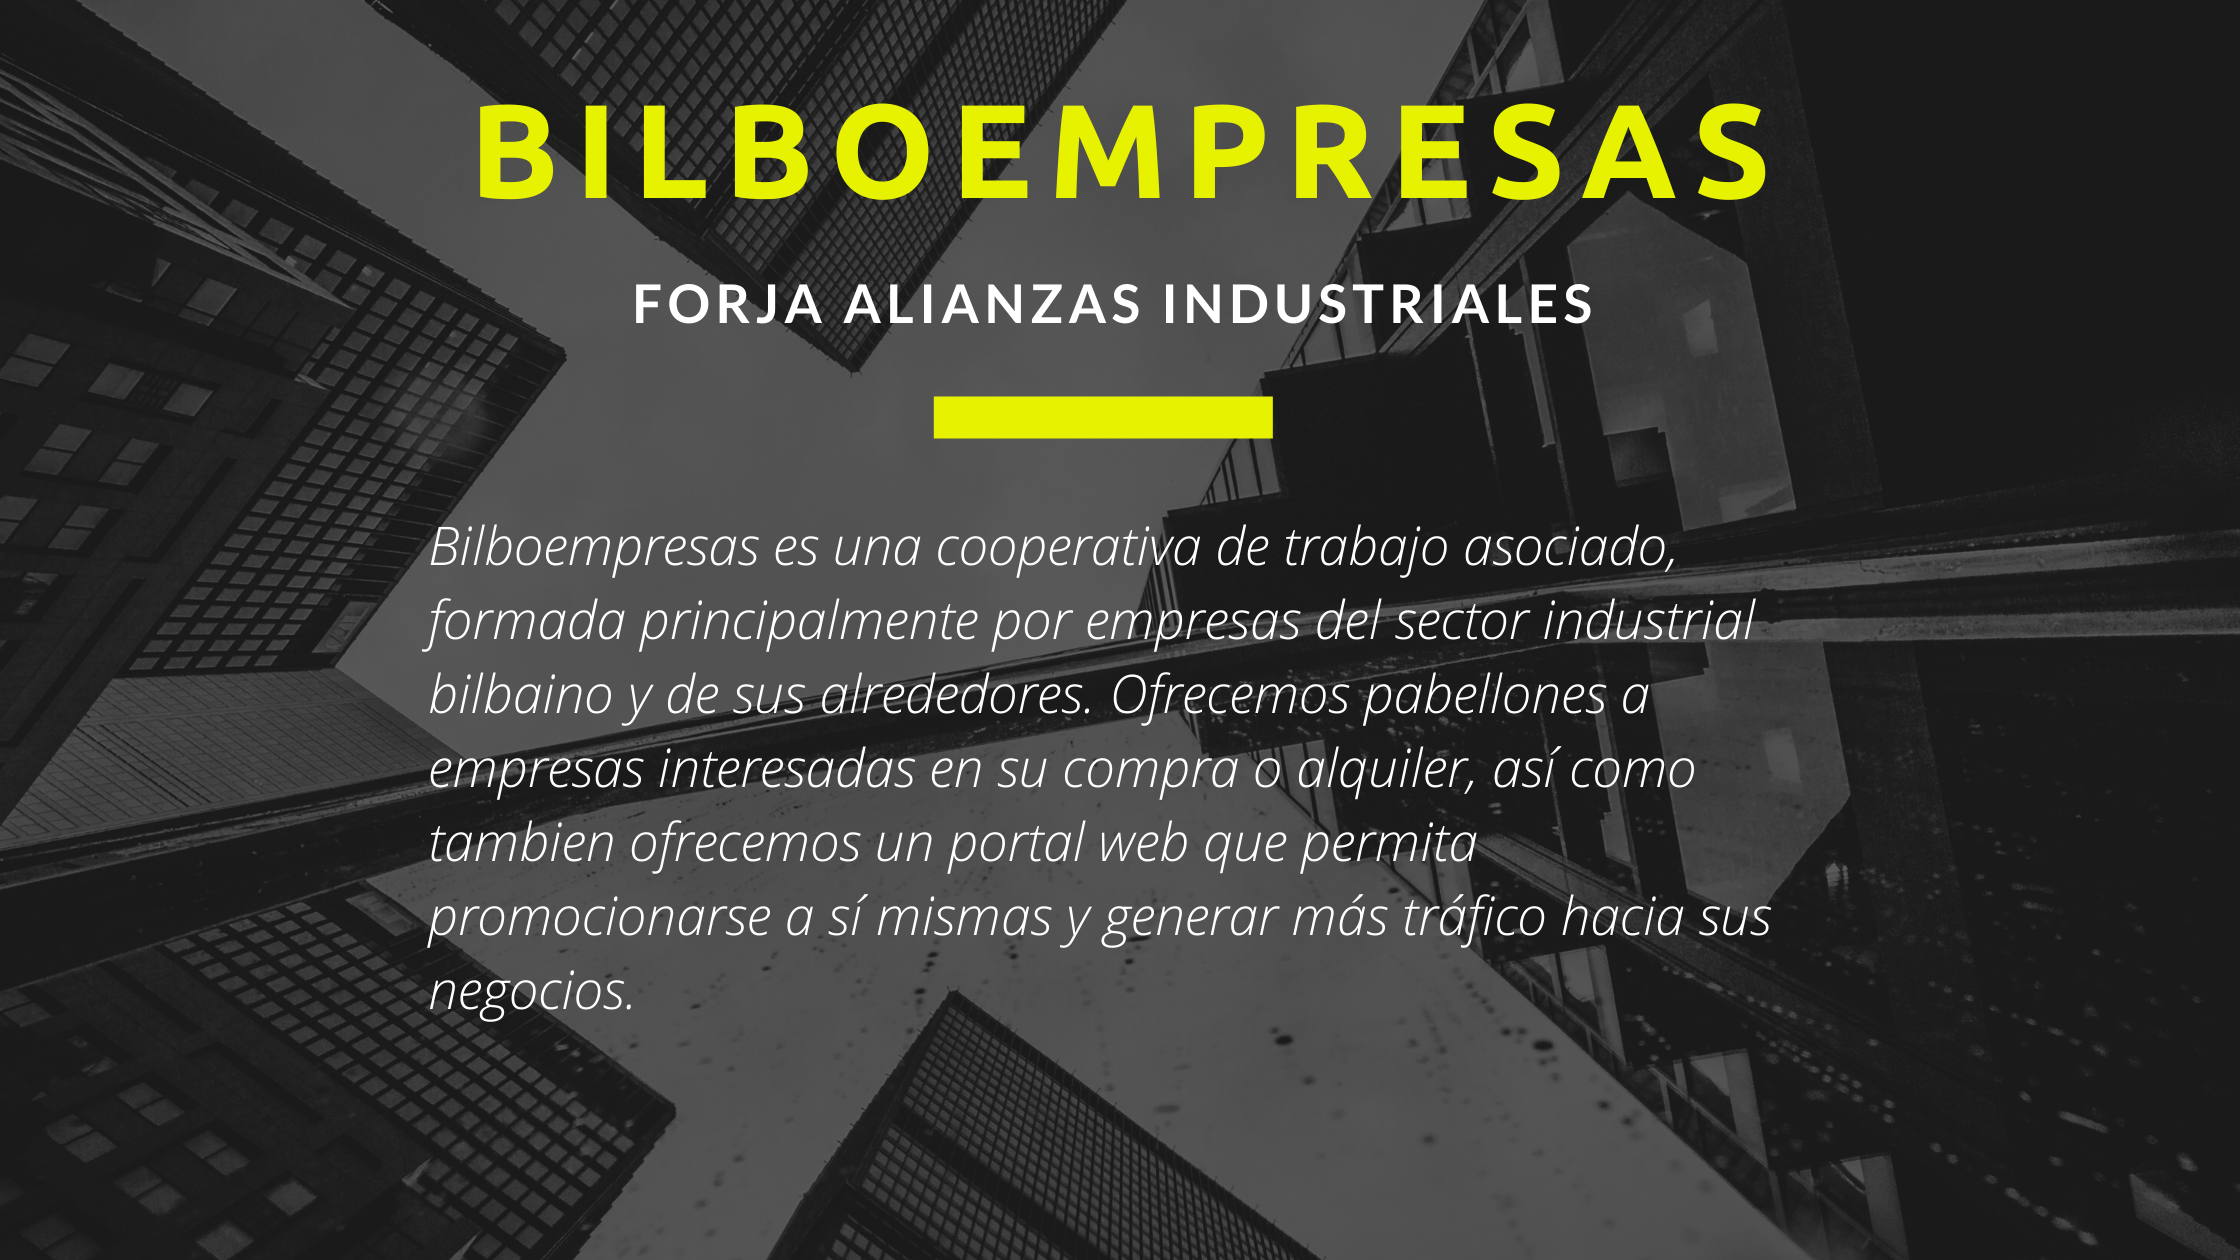 BILBOEMPRESAS
FORJA ALIANZAS INDUSTRIALES
Bilboempresas es una cooperativa de trabajo asociado,
formada principalmente por empresas del sector industrial
bilbaino y de sus alrededores. Ofrecemos pabellones a
empresas interesadas en su compra o alquiler, así como
tambien ofrecemos un portal web que permita
promocionarse a sí mismas y generar más tráfico hacia sus
negocios.